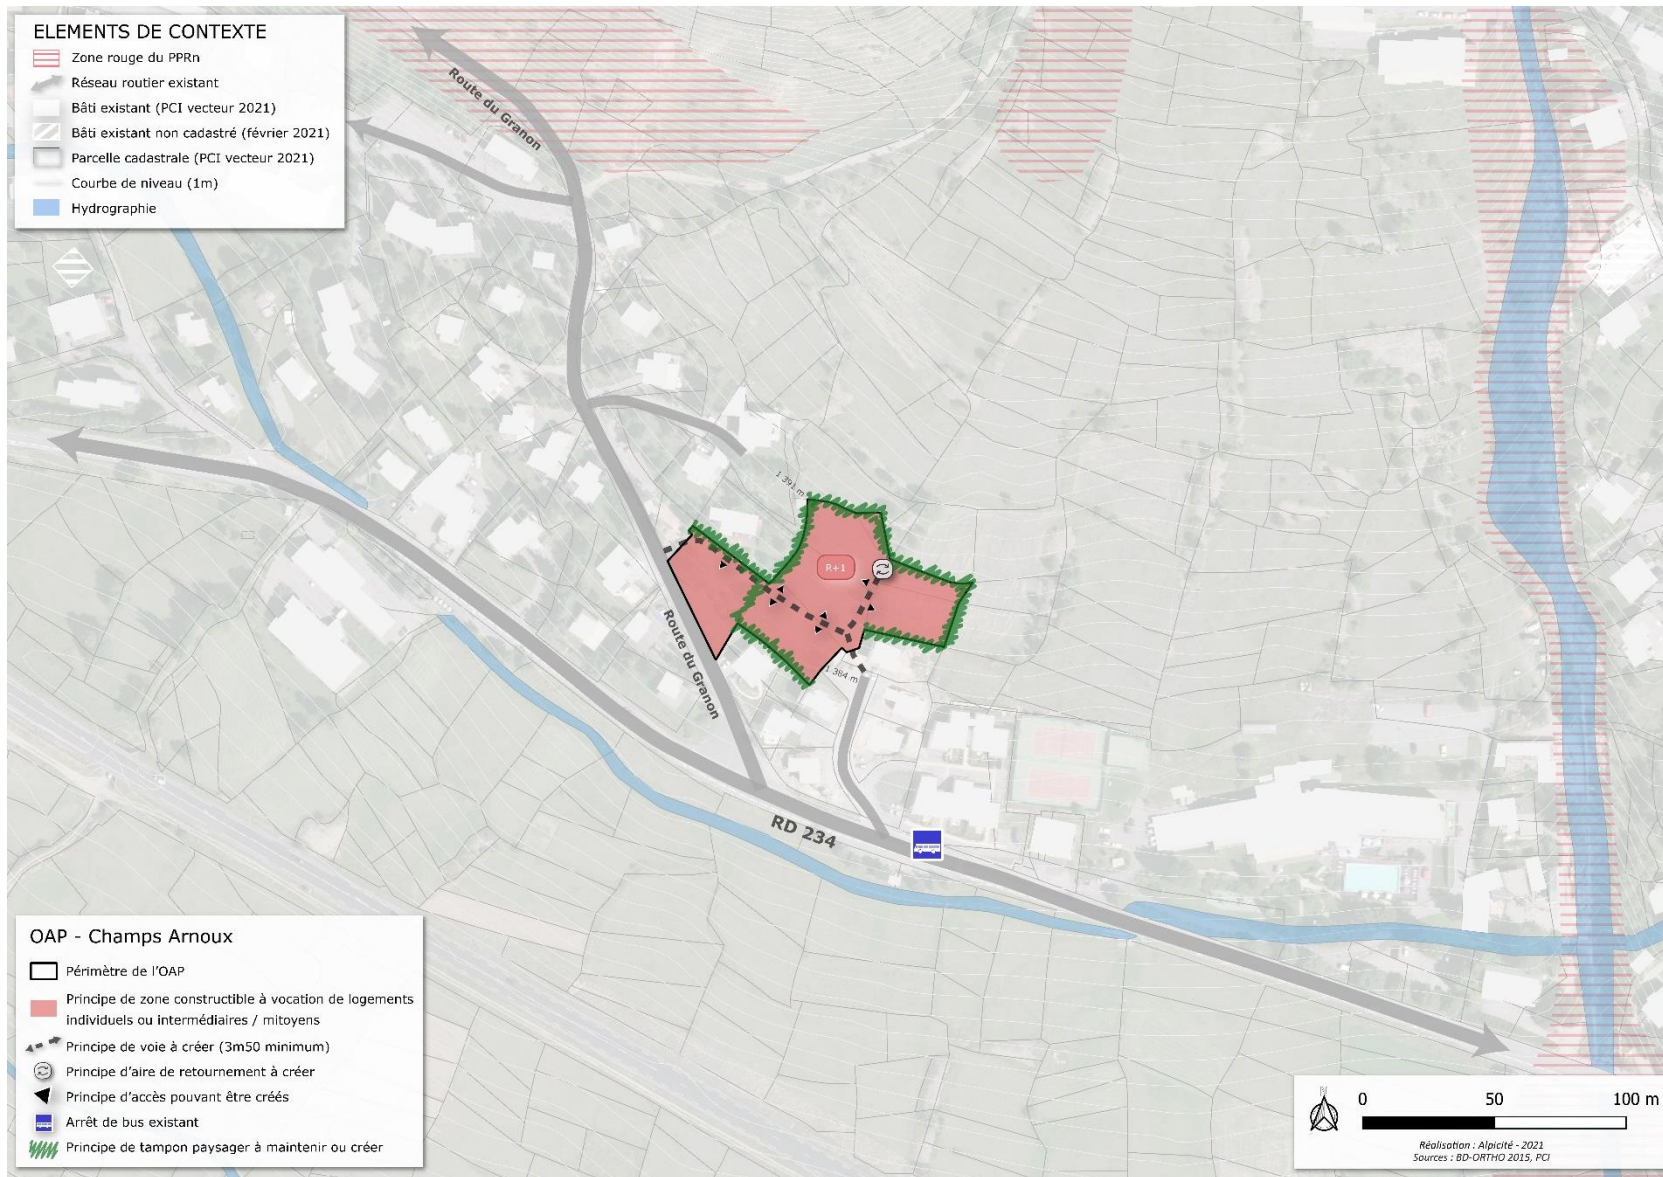 ELEMENTS DE CONTEXTE
Zone rouge du PPRn
Réseau routier existant
Bâti existant (PCI vecteur 2021)
Bâti existant non cadastré (février 2021)
Parcelle cadastrale (PCI vecteur 2021)
Courbe de niveau (1m)
Hydrographie
Route du Granon
1 391 m
R+1
Route du Granon
1 384 m
RD 234
OAP - Champs Arnoux
Périmètre de l'OAP
Principe de zone constructible à vocation de logements
individuels ou intermédiaires / mitoyens
Principe de voie à créer (3m50 minimum)
Principe d'aire de retournement à créer
Principe d'accès pouvant être créés
Arrêt de bus existant
Principe de tampon paysager à maintenir ou créer
N
0 50 100 m
Réalisation : Alpicité - 2021
Sources : BD-ORTHO 2015, PCI